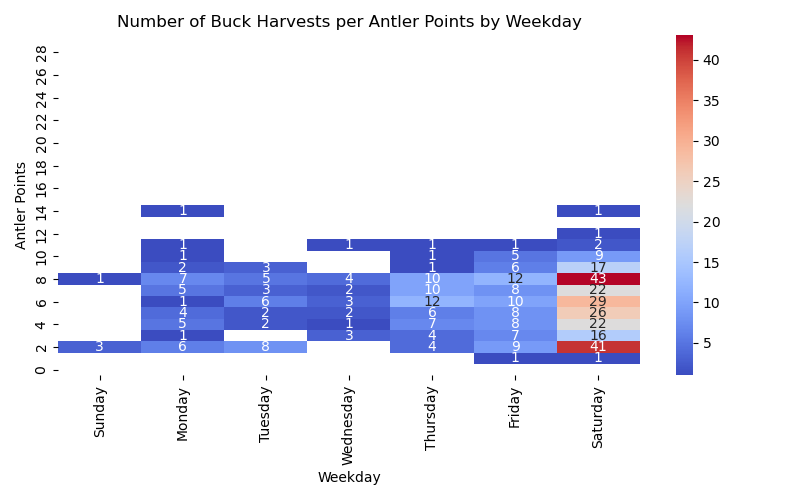 Number of Buck Harvests per Antler Points by Weekday
Antler Points
28
26
24
22
20
18
16
14 1 1
12 1
1 1 1 1 2
10 1 1 5 9
2 3 1 6 17
8 1 7 5 4 10 12 43
5 3 2 10 8 22
6 1 6 3 12 10 29
4 2 2 6 8 26
4 5 2 1 7 8 22
1 3 4 7 16
2 3 6 8 4 9 41
1 1
0
Sunday Monday Tuesday Wednesday Thursday Friday Saturday
Weekday
40
35
30
25
20
15
10
5